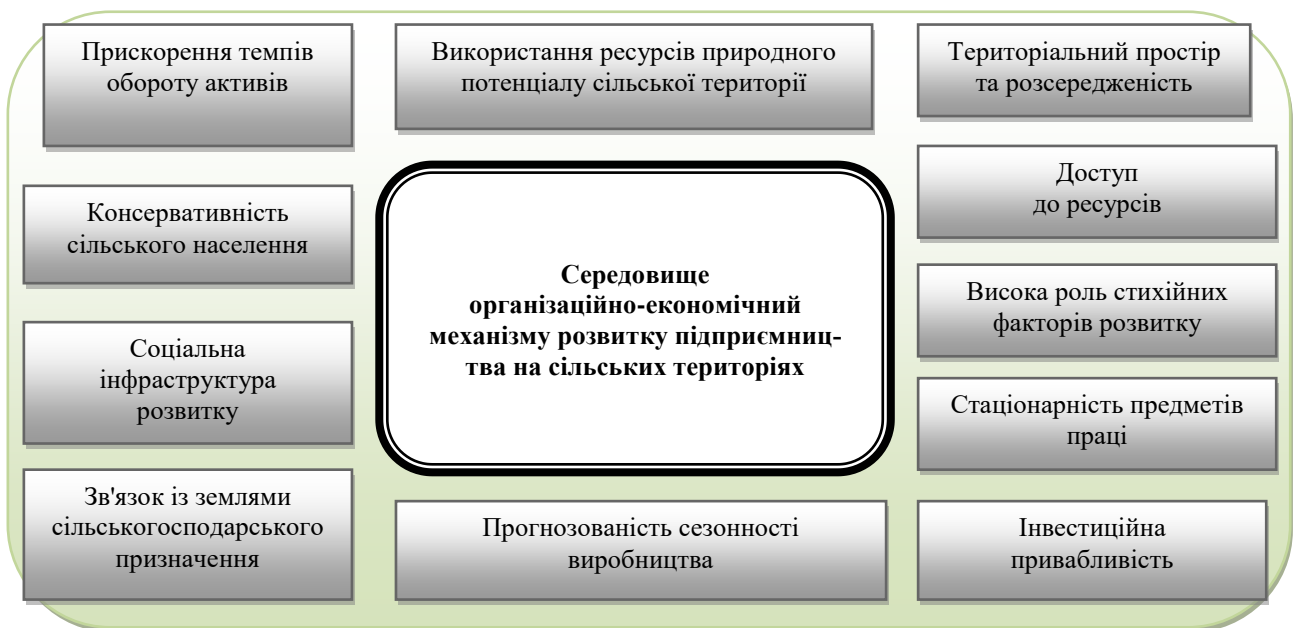 Прискорення темпів
обороту активів
Використання ресурсів природного
потенціалу сільської території
Територіальний простір
та розсередженість
Консервативність
сільського населення
Доступ
до ресурсів
Середовище
організаційно-економічний
механізму розвитку підприємниц-
тва на сільських територіях
Висока роль стихійних
факторів розвитку
Соціальна
інфраструктура
розвитку
Стаціонарність предметів
праці
Зв'язок із землями
сільськогосподарського
призначення
Прогнозованість сезонності
виробництва
Інвестиційна
привабливість